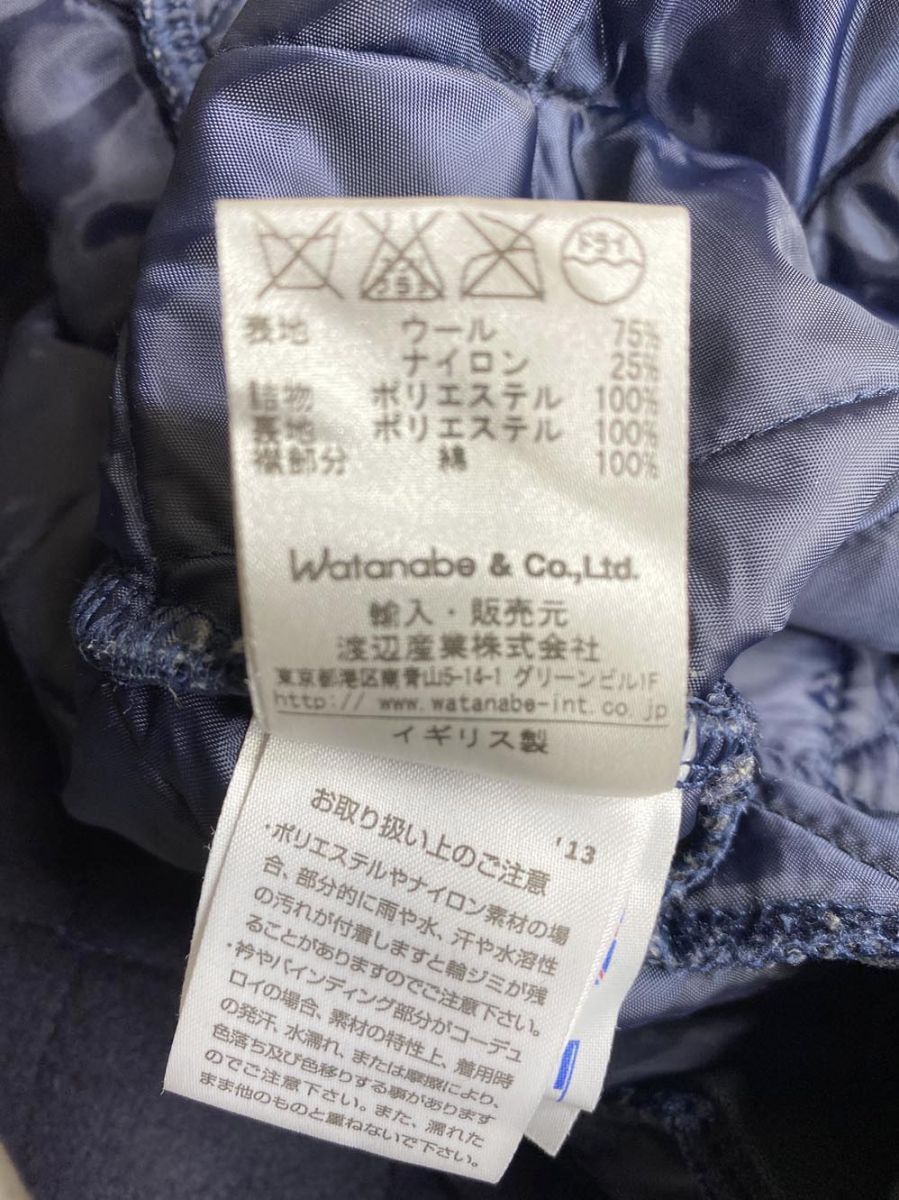 ドライ
表地 ウール 75%
ナイロン 25%
詰物 ポリエステル 100%
裏地 ポリエステル 100%
襟部分 綿 100%
Watanabe & Co.,Ltd.
輸入・販売元
渡辺産業株式会社
東京都港区南青山5-14-1 グリーンビル1F
http:// www.watanabe-int.co.jp
イギリス製
'13
お取り扱い上のご注意
・ポリエステルやナイロン素材の場
合、部分的に雨や水、汗や水溶性
の汚れが付着しますと輪ジミが残
ることがありますのでご注意下さい。
・衿やパインディング部分がコーデュ
ロイの場合、素材の特性上、着用時
の発汗、水濡れ、または摩擦により、
色落ち及び色移りする事があります
のでご注意下さい。また、濡れた
まま他のものと重ねないで下さい。